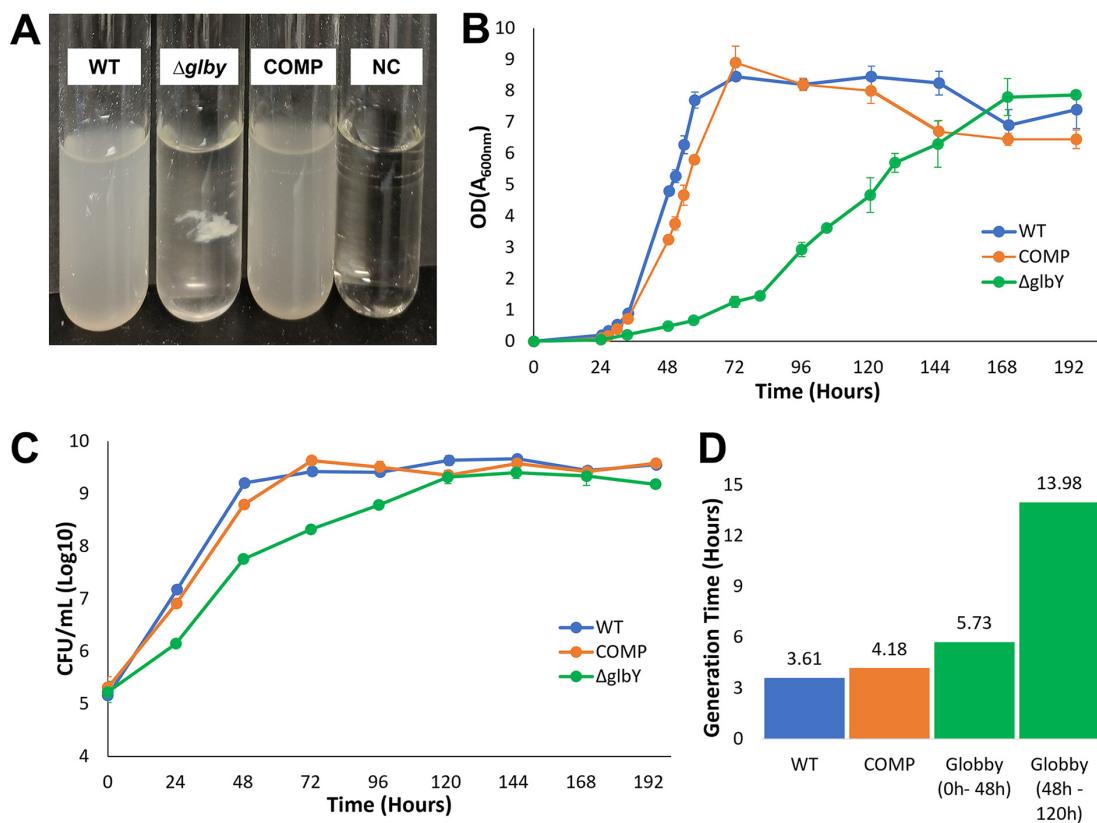 A
WT
Δglby
COMP
NC
B
OD(A600nm)
10
9
8
7
6
5
4
3
2
1
0
0 24 48 72 96 120 144 168 192
Time (Hours)
WT
COMP
ΔglbY
C
CFU/mL (Log10)
10
9
8
7
6
5
4
0 24 48 72 96 120 144 168 192
Time (Hours)
WT
COMP
ΔglbY
D
Generation Time (Hours)
15
12
9
6
3
0
3.61
4.18
5.73
13.98
WT
COMP
Globby
(0h- 48h)
Globby
(48h -
120h)